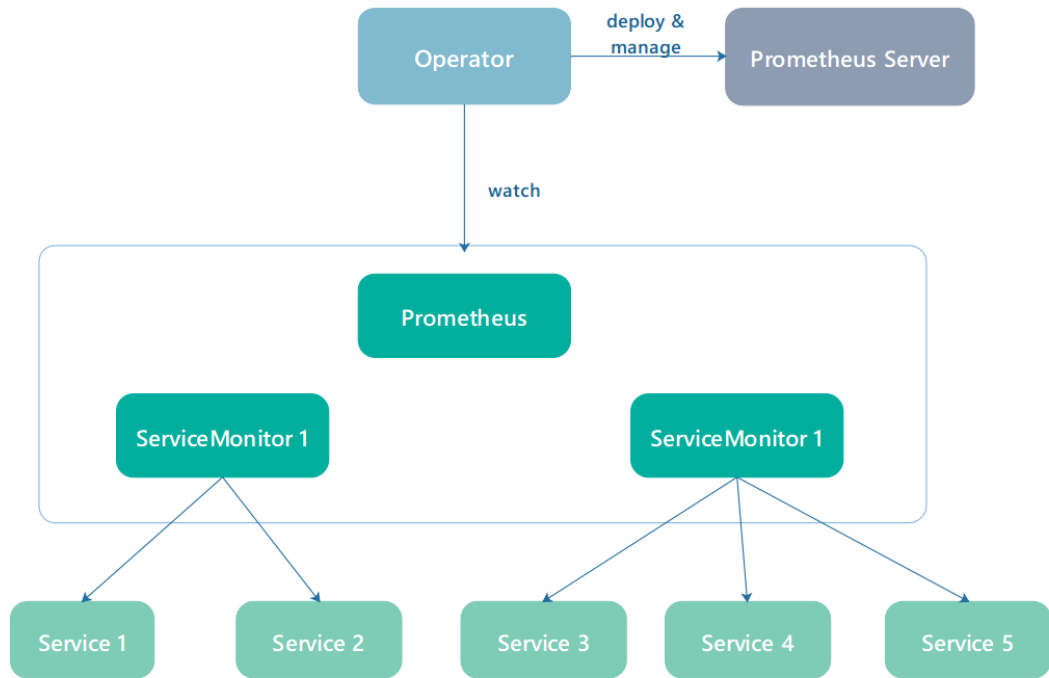 deploy &
manage
Operator
Prometheus Server
watch
Prometheus
ServiceMonitor 1
ServiceMonitor 1
Service 1
Service 2
Service 3
Service 4
Service 5